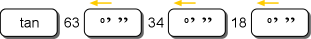 tan 63 °’ ’’ 34 °’ ’’ 18 °’ ’’